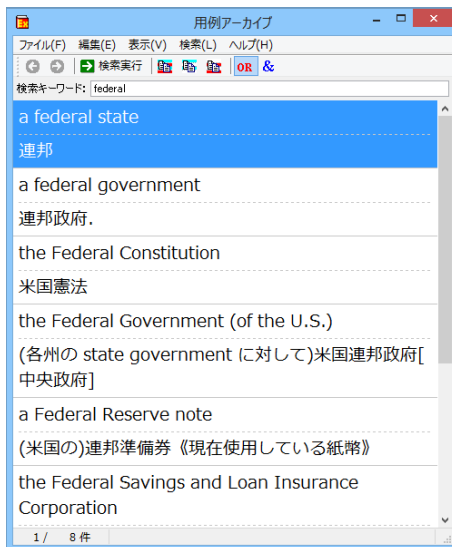 用例アーカイブ
ファイル(F) 編集(E) 表示(V) 検索(L) ヘルプ(H)
検索実行 OR &
検索キーワード: federal
a federal state
連邦
a federal government
連邦政府.
the Federal Constitution
米国憲法
the Federal Government (of the U.S.)
(各州の state government に対して)米国連邦政府[
中央政府]
a Federal Reserve note
(米国の)連邦準備券《現在使用している紙幣》
the Federal Savings and Loan Insurance
Corporation
1/ 8 件